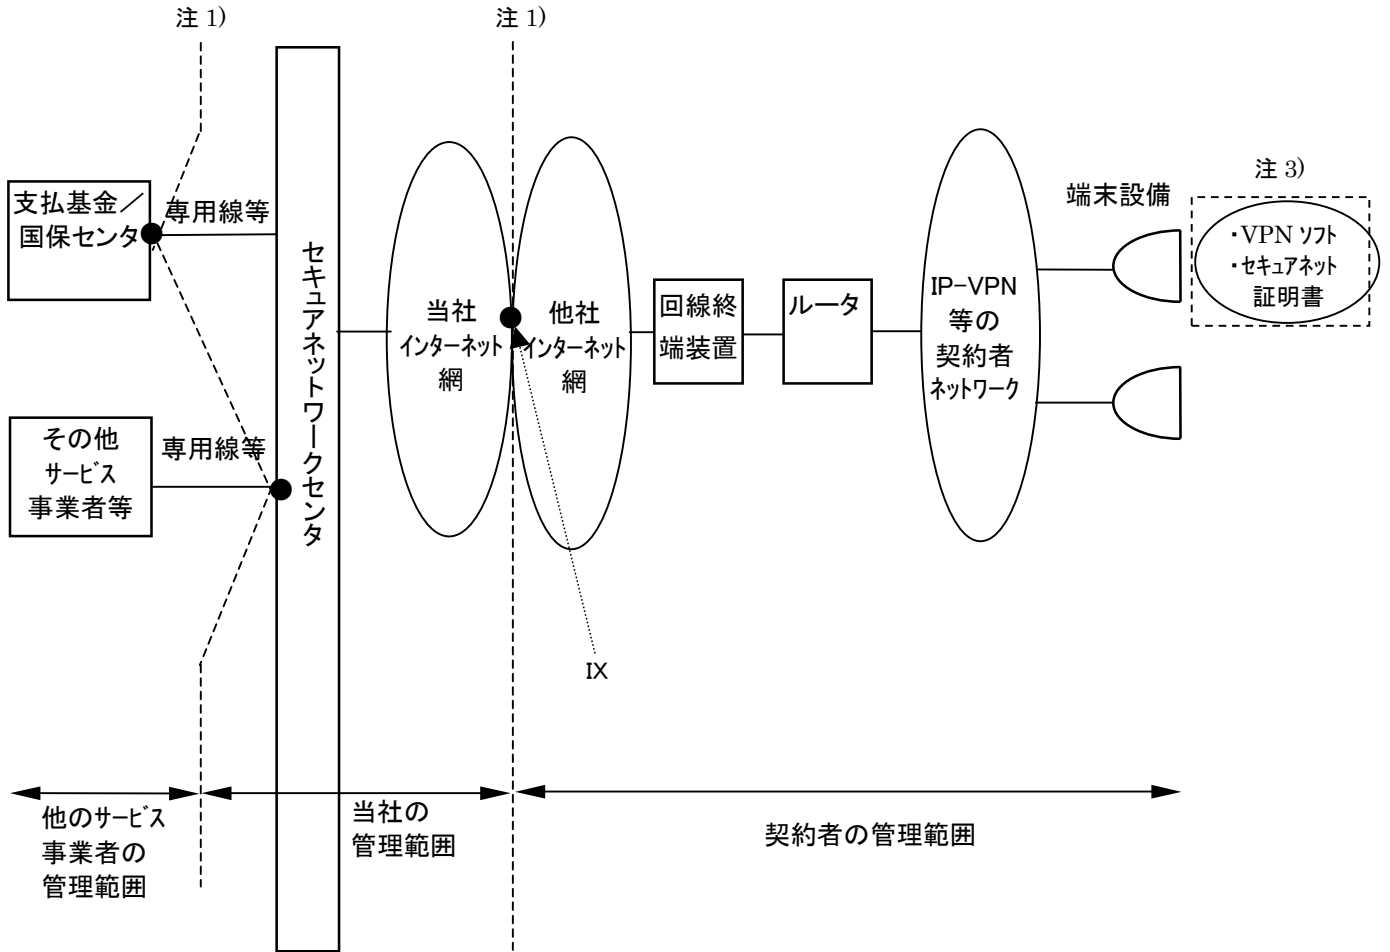 注 1)
注 1)
支払基金／
国保センタ
専用線等
その他
サービス
事業者等
専用線等
セキュアネットワークセンタ
当社
インターネット
網
他社
インターネット
網
IX
回線終
端装置
ルータ
IP-VPN
等の
契約者
ネットワーク
端末設備
注 3)
・VPN ソフト
・セキュアネット
証明書
他のサービス
事業者の
管理範囲
当社の
管理範囲
契約者の管理範囲